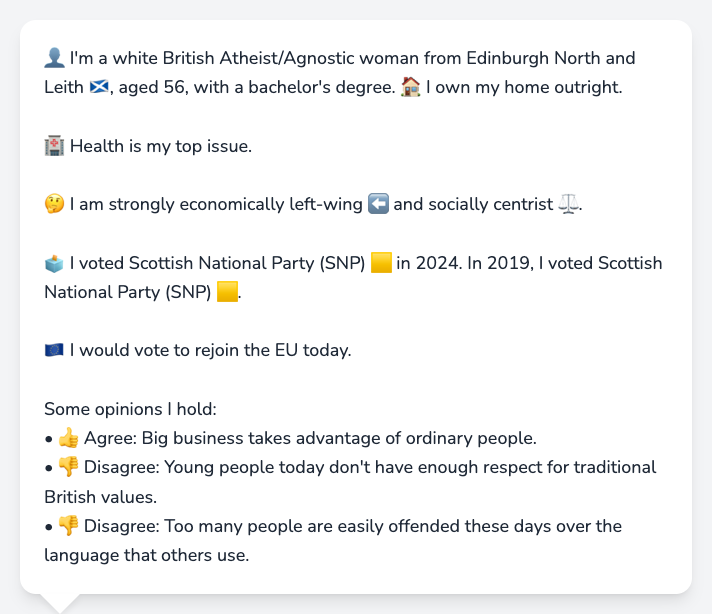 👤 I'm a white British Atheist/Agnostic woman from Edinburgh North and
Leith 🏴󠁧󠁢󠁳󠁣󠁴󠁿, aged 56, with a bachelor's degree. 🏠 I own my home outright.
🏥 Health is my top issue.
🤔 I am strongly economically left-wing ⬅️ and socially centrist ⚖️.
🗳️ I voted Scottish National Party (SNP) 🟨 in 2024. In 2019, I voted Scottish
National Party (SNP) 🟨.
🇪🇺 I would vote to rejoin the EU today.
Some opinions I hold:
• 👍 Agree: Big business takes advantage of ordinary people.
• 👎 Disagree: Young people today don't have enough respect for traditional
British values.
• 👎 Disagree: Too many people are easily offended these days over the
language that others use.